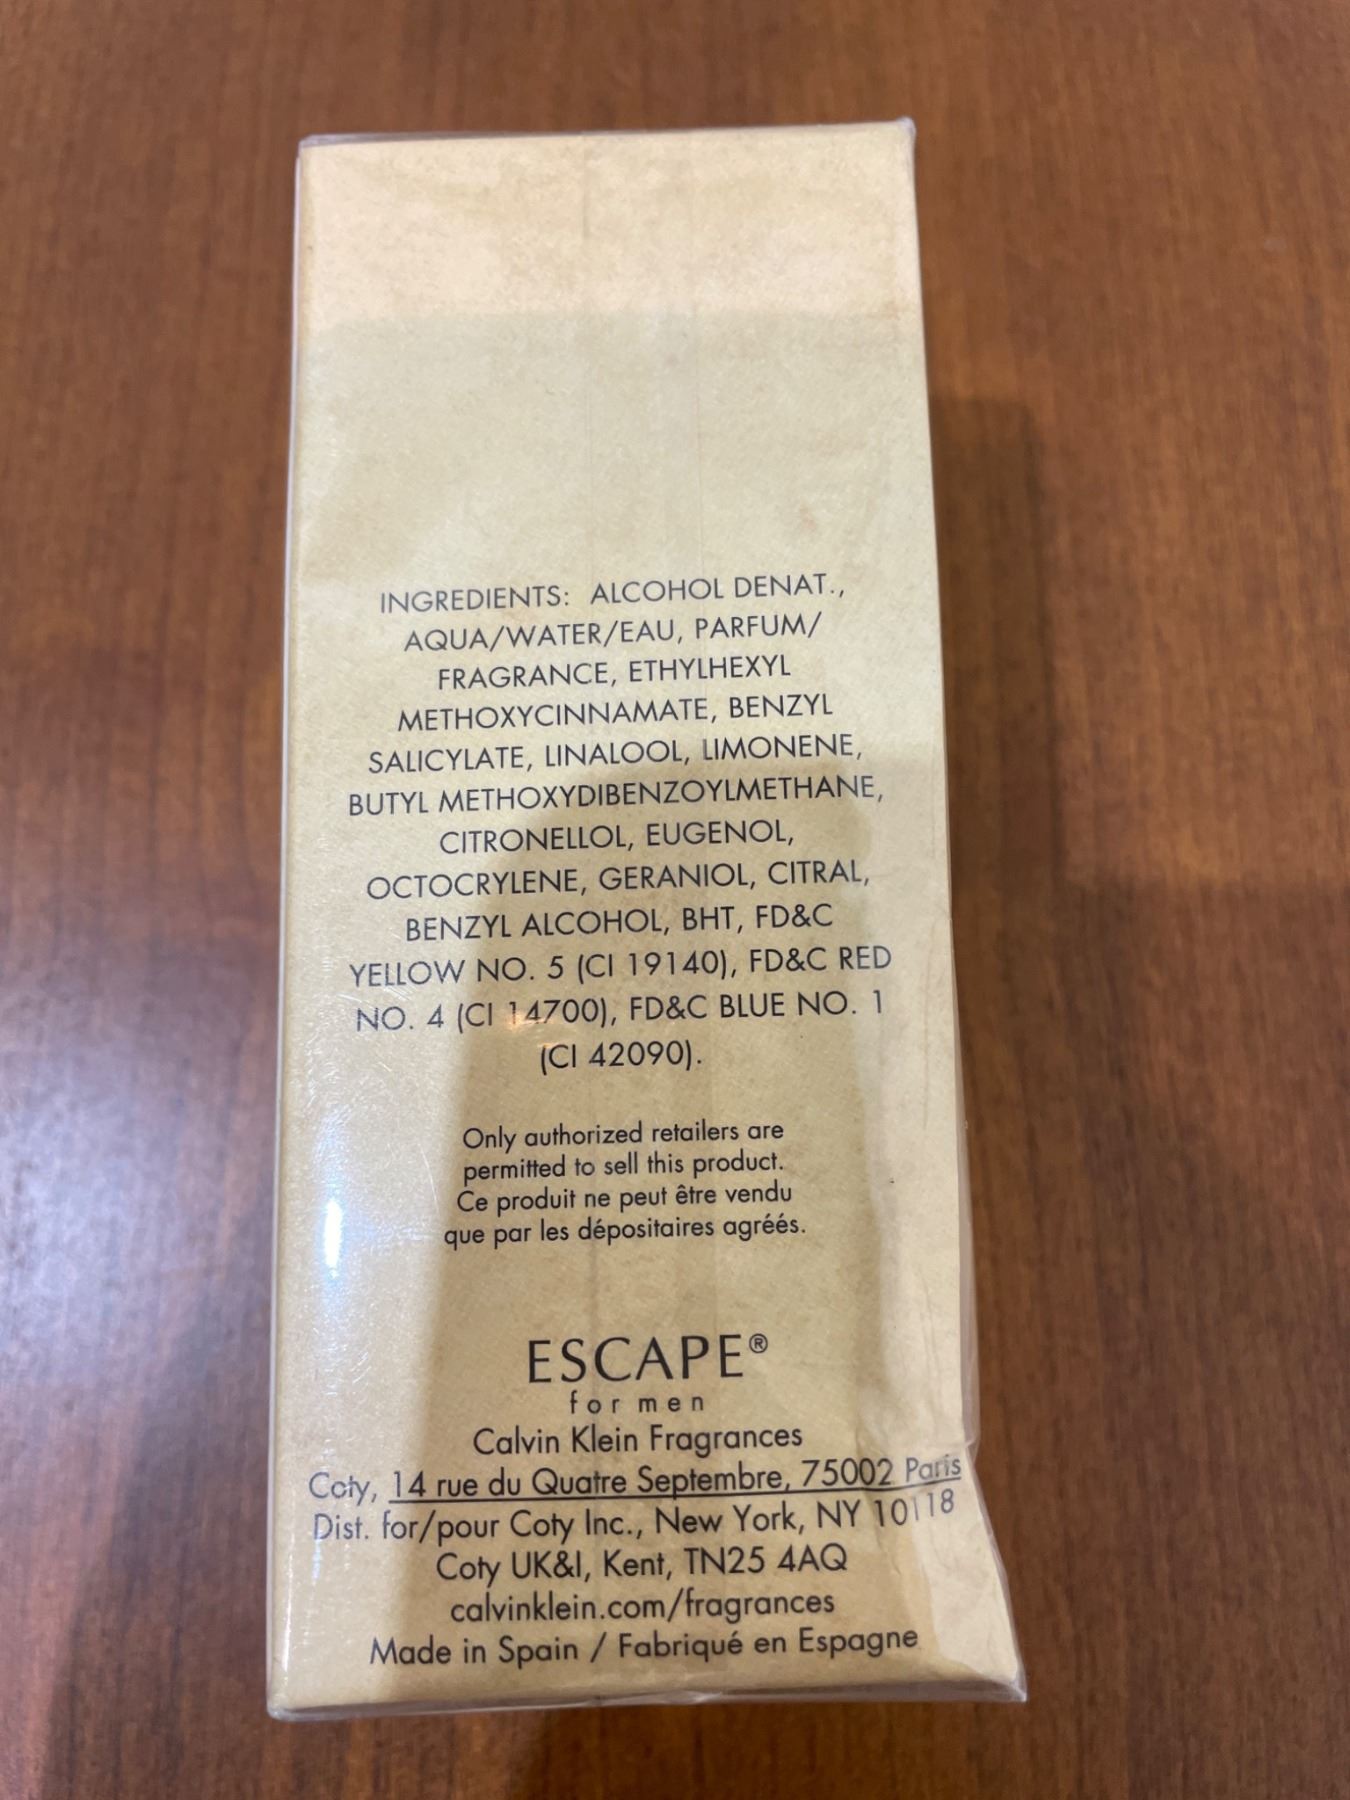 INGREDIENTS: ALCOHOL DENAT.,
AQUA/WATER/EAU, PARFUM/
FRAGRANCE, ETHYLHEXYL
METHOXYCINNAMATE, BENZYL
SALICYLATE, LINALOOL, LIMONENE,
BUTYL METHOXYDIBENZOYLMETHANE,
CITRONELLOL, EUGENOL,
OCTOCRYLENE, GERANIOL, CITRAL,
BENZYL ALCOHOL, BHT, FD&C
YELLOW NO. 5 (CI 19140), FD&C RED
NO. 4 (CI 14700), FD&C BLUE NO. 1
(CI 42090).
Only authorized retailers are
permitted to sell this product.
Ce produit ne peut être vendu
que par les dépositaires agréés.
ESCAPE®
for men
Calvin Klein Fragrances
Coty, 14 rue du Quatre Septembre, 75002 Paris
Dist. for/pour Coty Inc., New York, NY 10118
Coty UK&I, Kent, TN25 4AQ
calvinklein.com/fragrances
Made in Spain / Fabriqué en Espagne